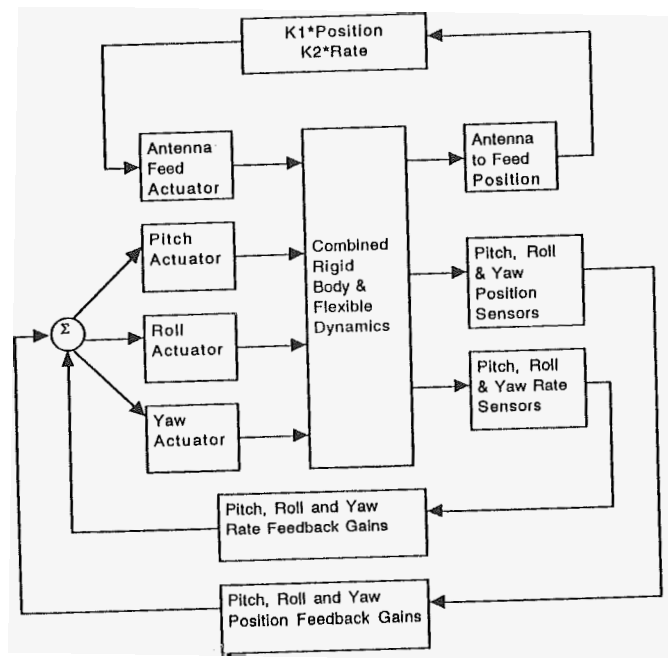 K1*Position
K2*Rate
Antenna
Feed
Actuator
Antenna
to Feed
Position
Pitch
Actuator
Combined
Rigid
Body &
Flexible
Dynamics
Pitch, Roll
& Yaw
Position
Sensors
Σ
Roll
Actuator
Pitch, Roll
& Yaw Rate
Sensors
Yaw
Actuator
Pitch, Roll and Yaw
Rate Feedback Gains
Pitch, Roll and Yaw
Position Feedback Gains